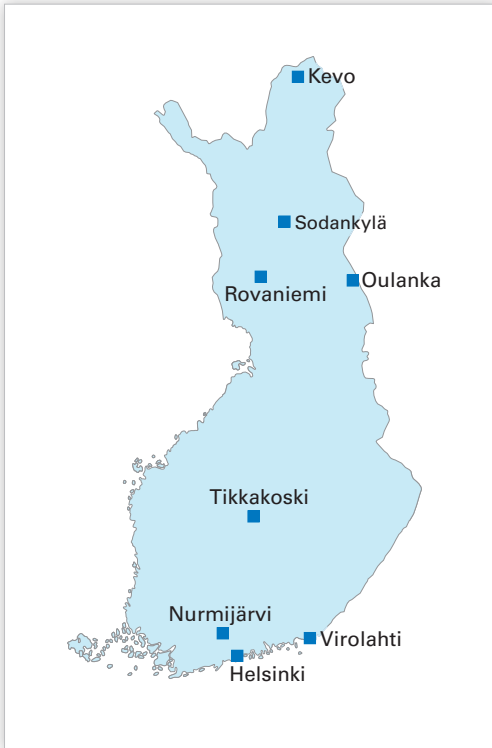 Kevo
Sodankylä
Rovaniemi
Oulanka
Tikkakoski
Nurmijärvi
Virolahti
Helsinki